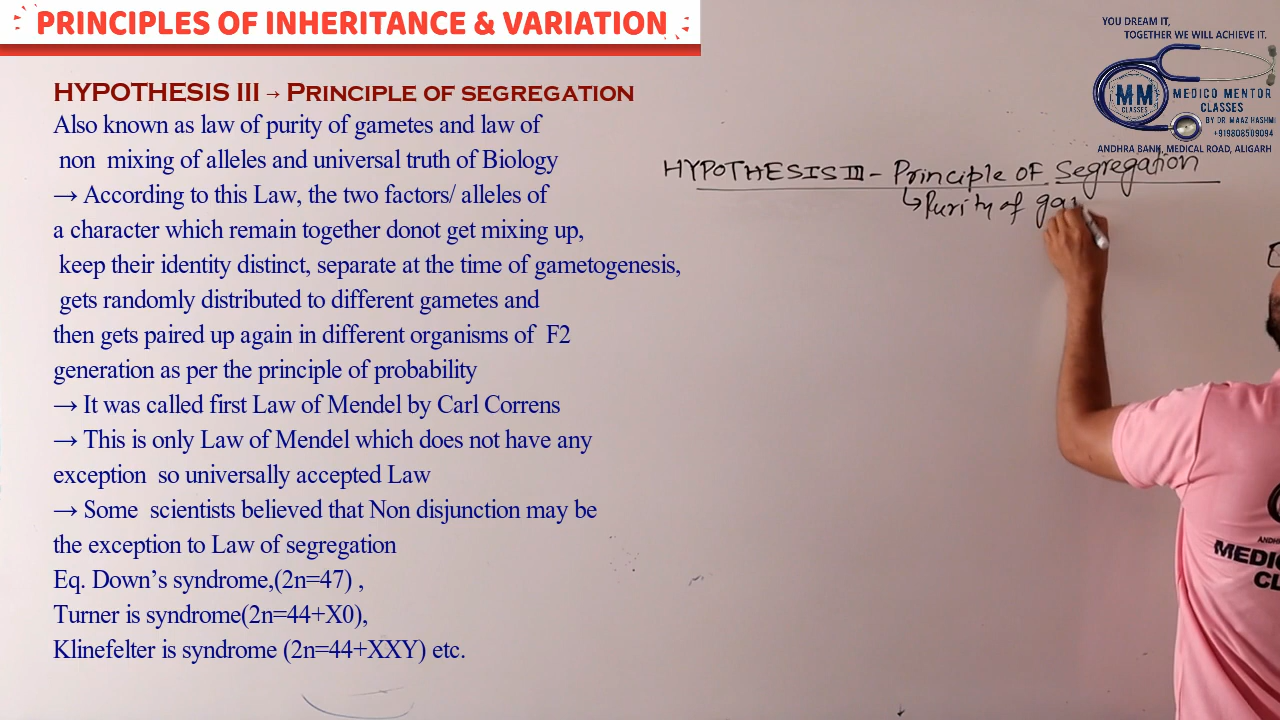 PRINCIPLES OF INHERITANCE & VARIATION
YOU DREAM IT,
TOGETHER WE WILL ACHIEVE IT.
MM
CLASSES
MEDICO MENTOR
CLASSES
BY DR MAAZ HASHMI
+919808509094
ANDHRA BANK, MEDICAL ROAD, ALIGARH
HYPOTHESIS III → PRINCIPLE OF SEGREGATION
Also known as law of purity of gametes and law of
non mixing of alleles and universal truth of Biology
→ According to this Law, the two factors/ alleles of
a character which remain together donot get mixing up,
keep their identity distinct, separate at the time of gametogenesis,
gets randomly distributed to different gametes and
then gets paired up again in different organisms of F2
generation as per the principle of probability
→ It was called first Law of Mendel by Carl Correns
→ This is only Law of Mendel which does not have any
exception so universally accepted Law
→ Some scientists believed that Non disjunction may be
the exception to Law of segregation
Eq. Down's syndrome,(2n=47) ,
Turner is syndrome(2n=44+X0),
Klinefelter is syndrome (2n=44+XXY) etc.
HYPOTHESIS III - Principle OF Segregation
↳ Purity of ga
ANDH
MEDIC
CL